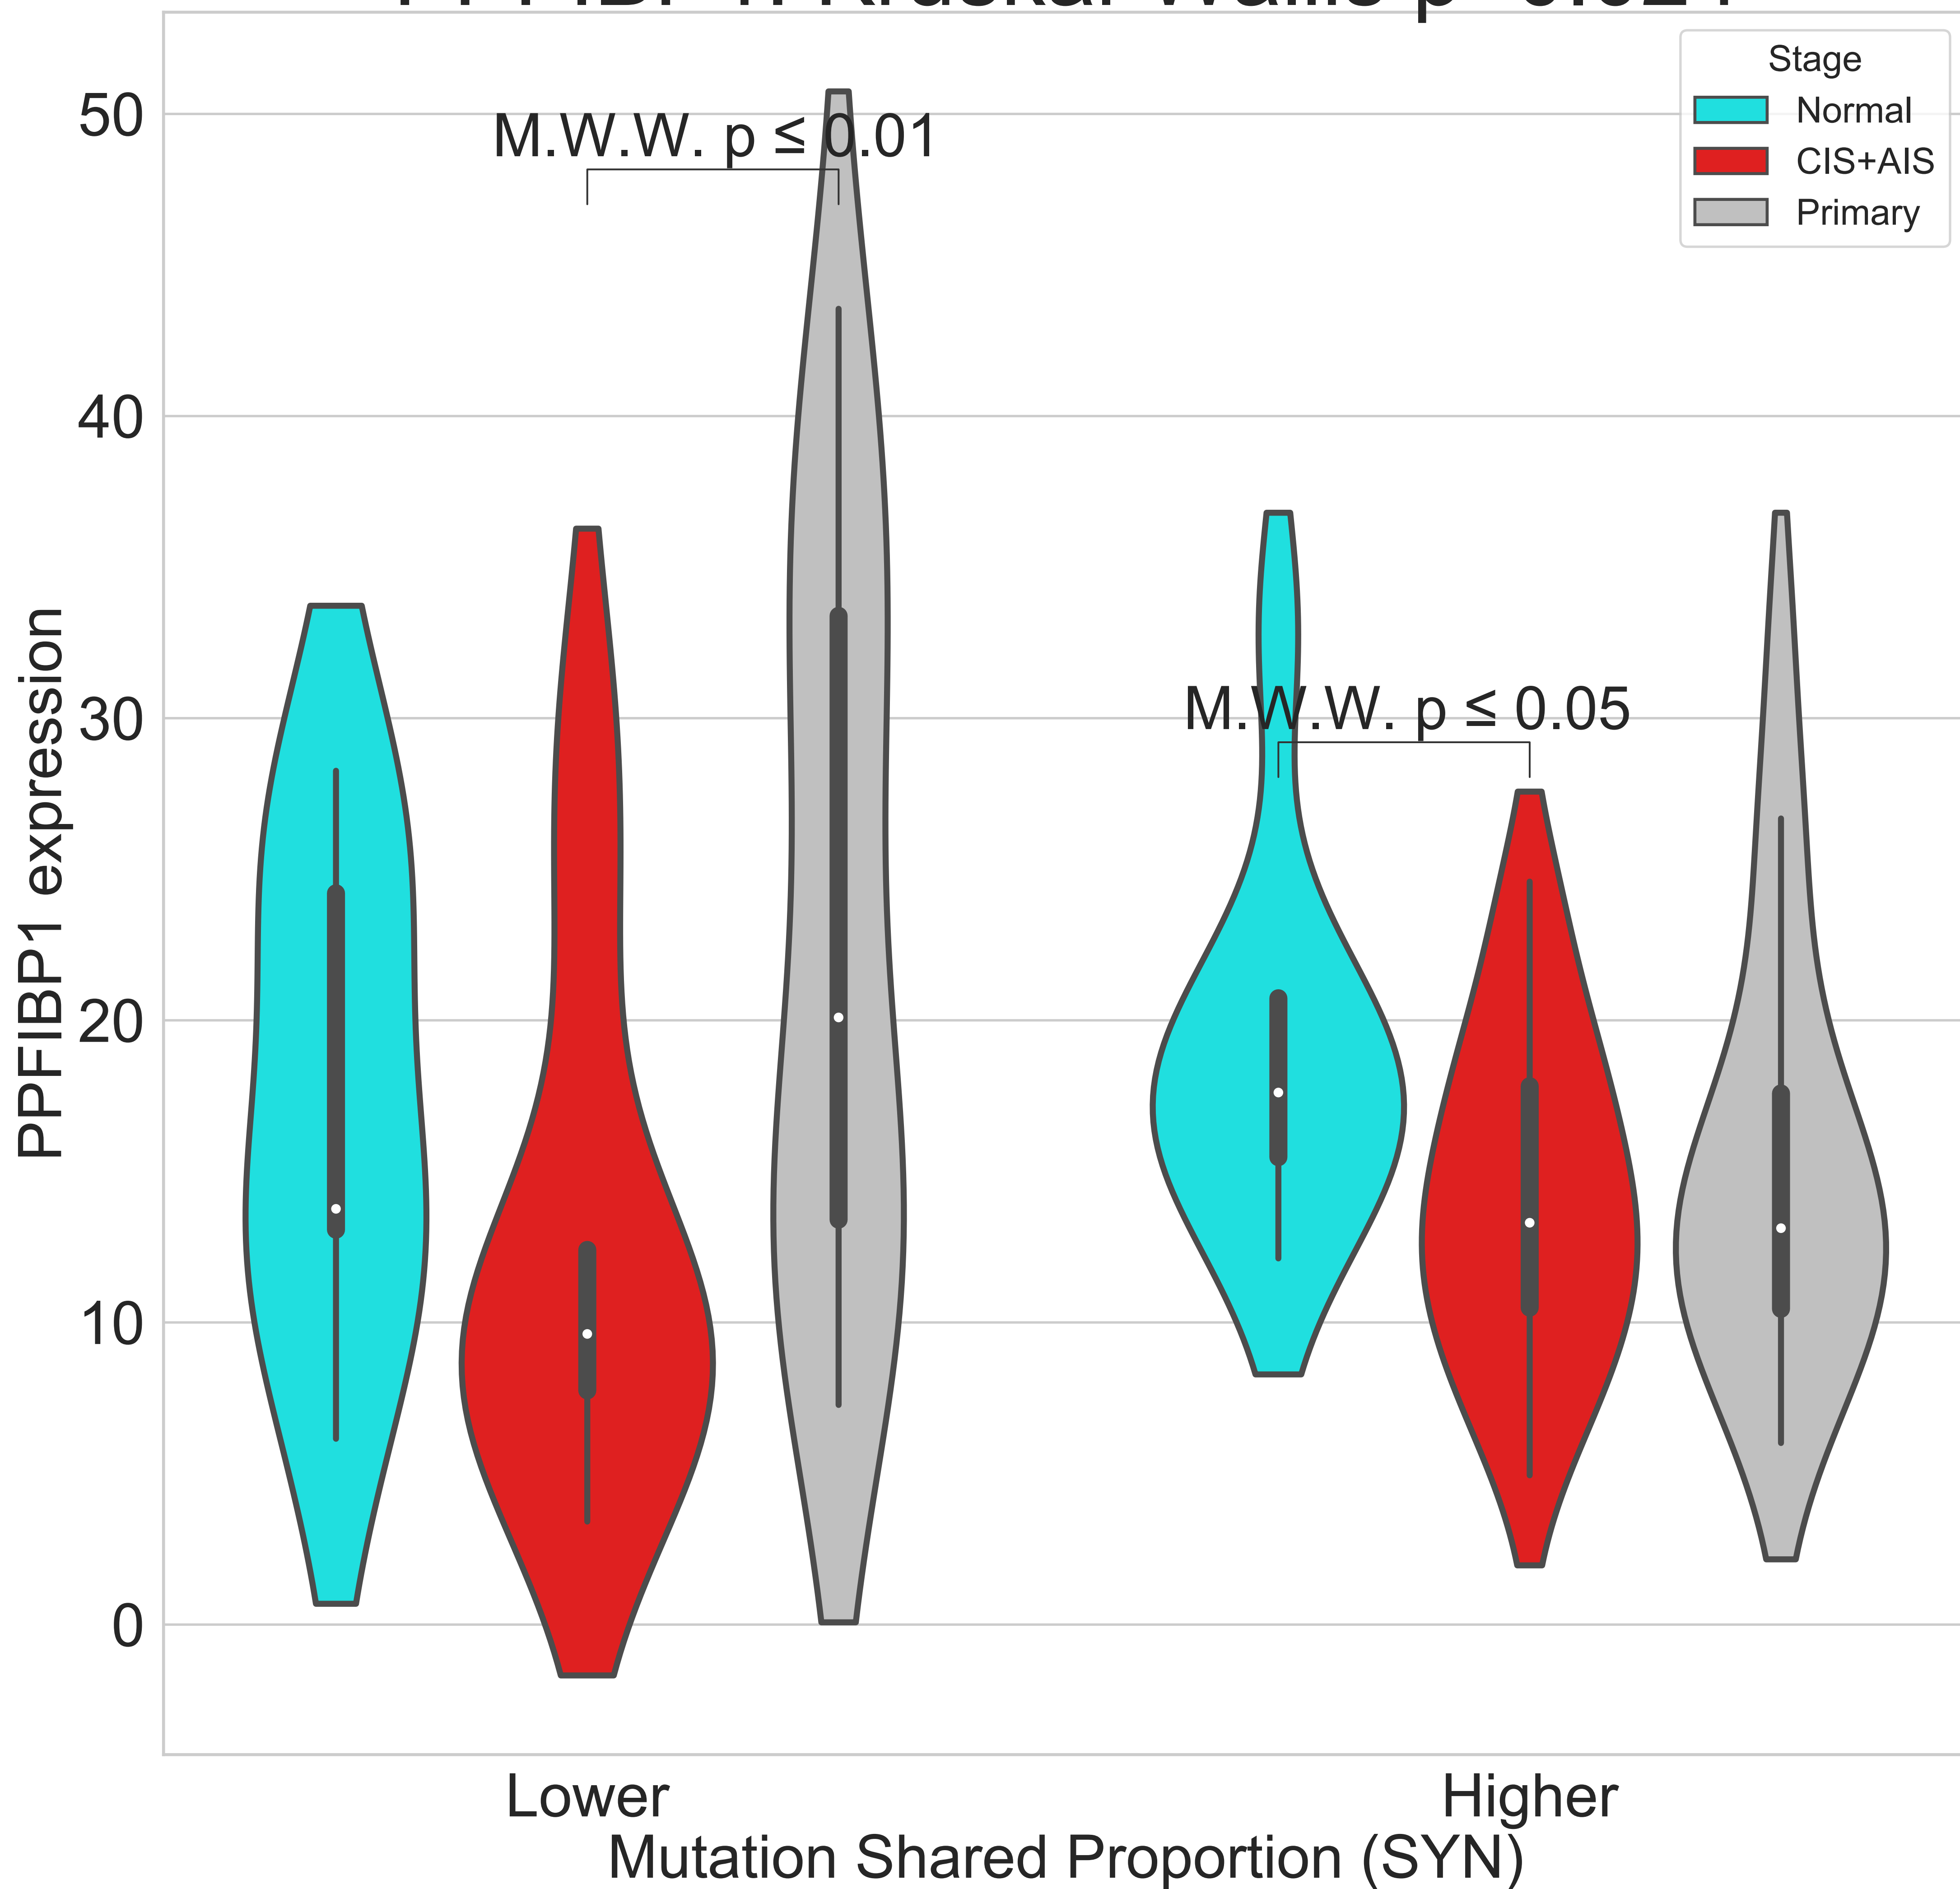 Stage
Normal
CIS+AIS
Primary
50
40
30
20
10
0
M.W.W. p ≤ 0.01
M.W.W. p ≤ 0.05
PPFIBP1 expression
Lower
Higher
Mutation Shared Proportion (SYN)